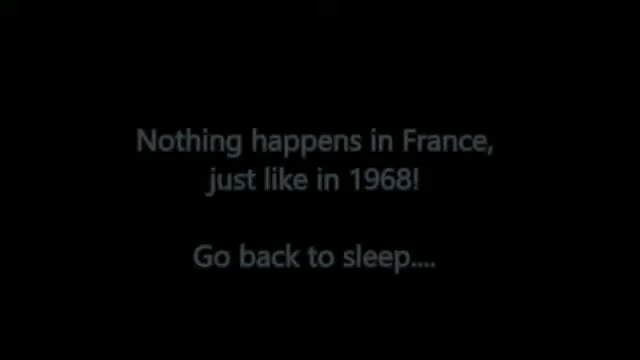 Nothing happens in France,
just like in 1968!
Go back to sleep....